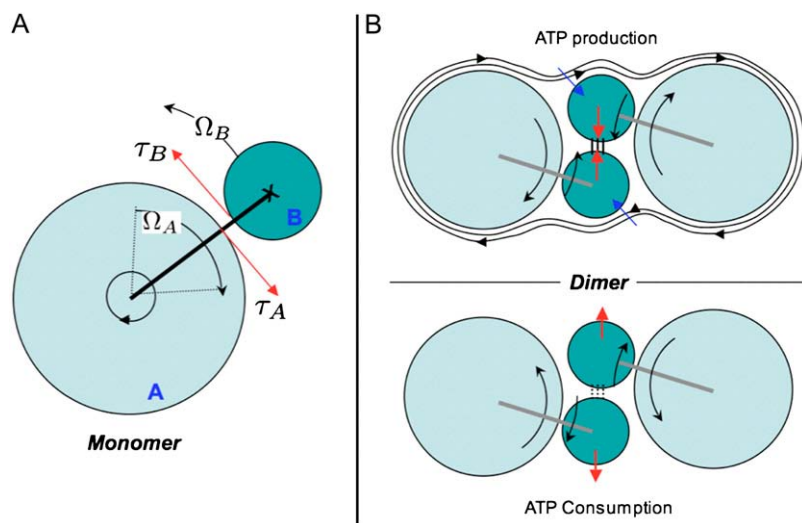 A
Ω_B
τ_B
B
Ω_A
τ_A
A
Monomer
B
ATP production
Dimer
ATP Consumption